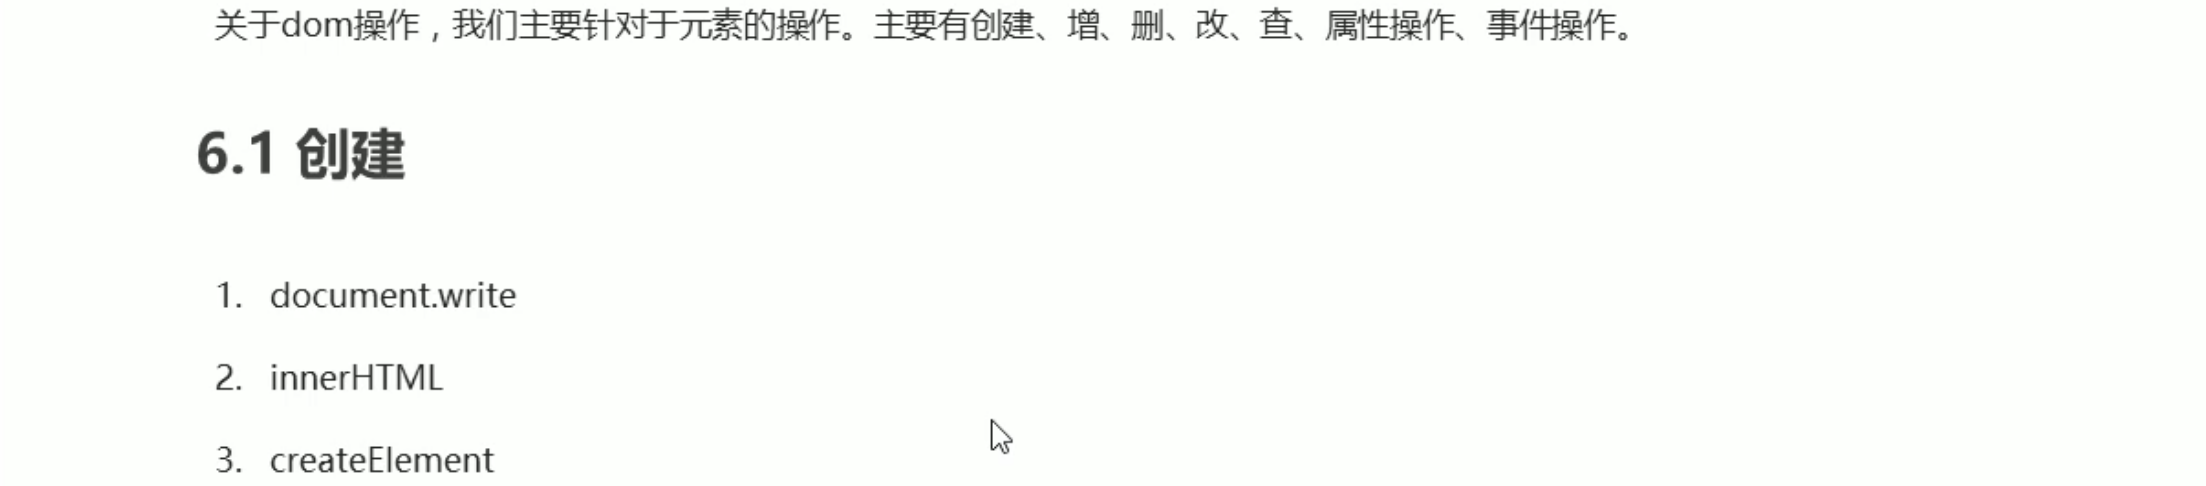 关于dom操作，我们主要针对于元素的操作。主要有创建、增、删、改、查、属性操作、事件操作。
6.1 创建
1. document.write
2. innerHTML
3. createElement